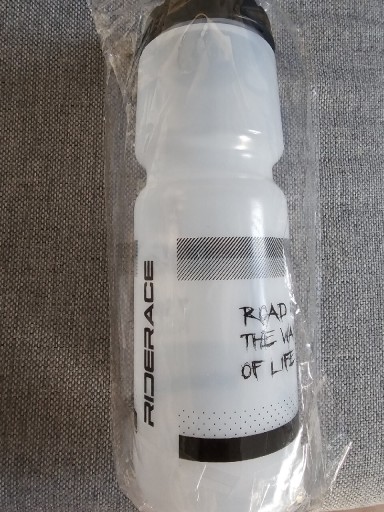 RIDERACE
ROAD
THE WA
OF LIFE